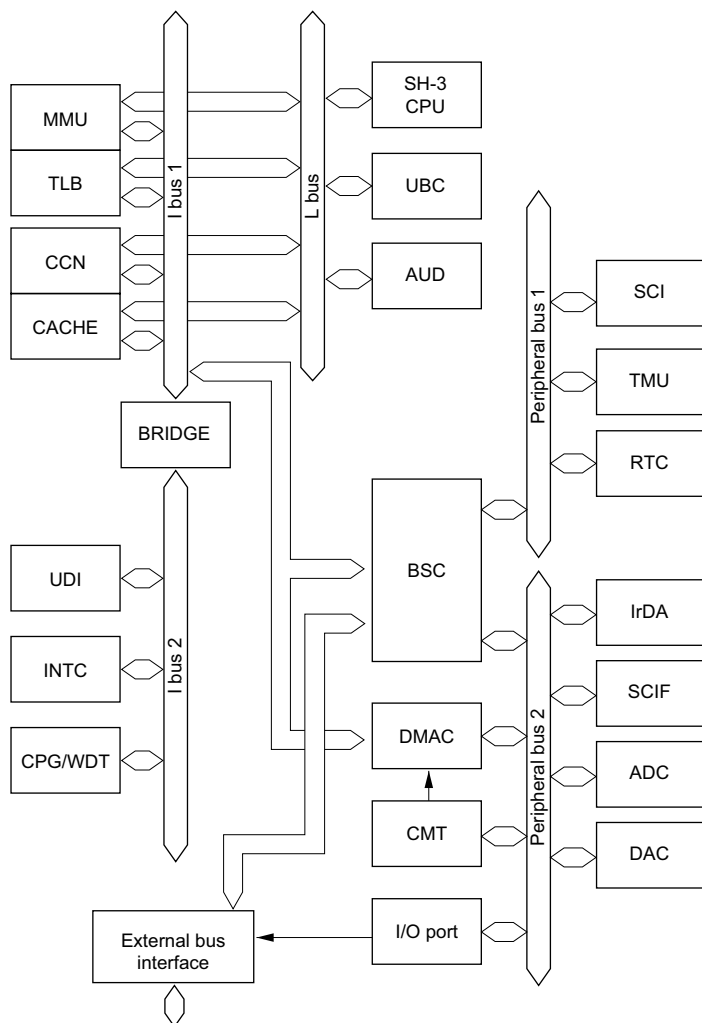 MMU
TLB
CCN
CACHE
I bus 1
L bus
SH-3
CPU
UBC
AUD
BRIDGE
UDI
INTC
CPG/WDT
I bus 2
BSC
DMAC
CMT
I/O port
External bus
interface
Peripheral bus 1
SCI
TMU
RTC
Peripheral bus 2
IrDA
SCIF
ADC
DAC